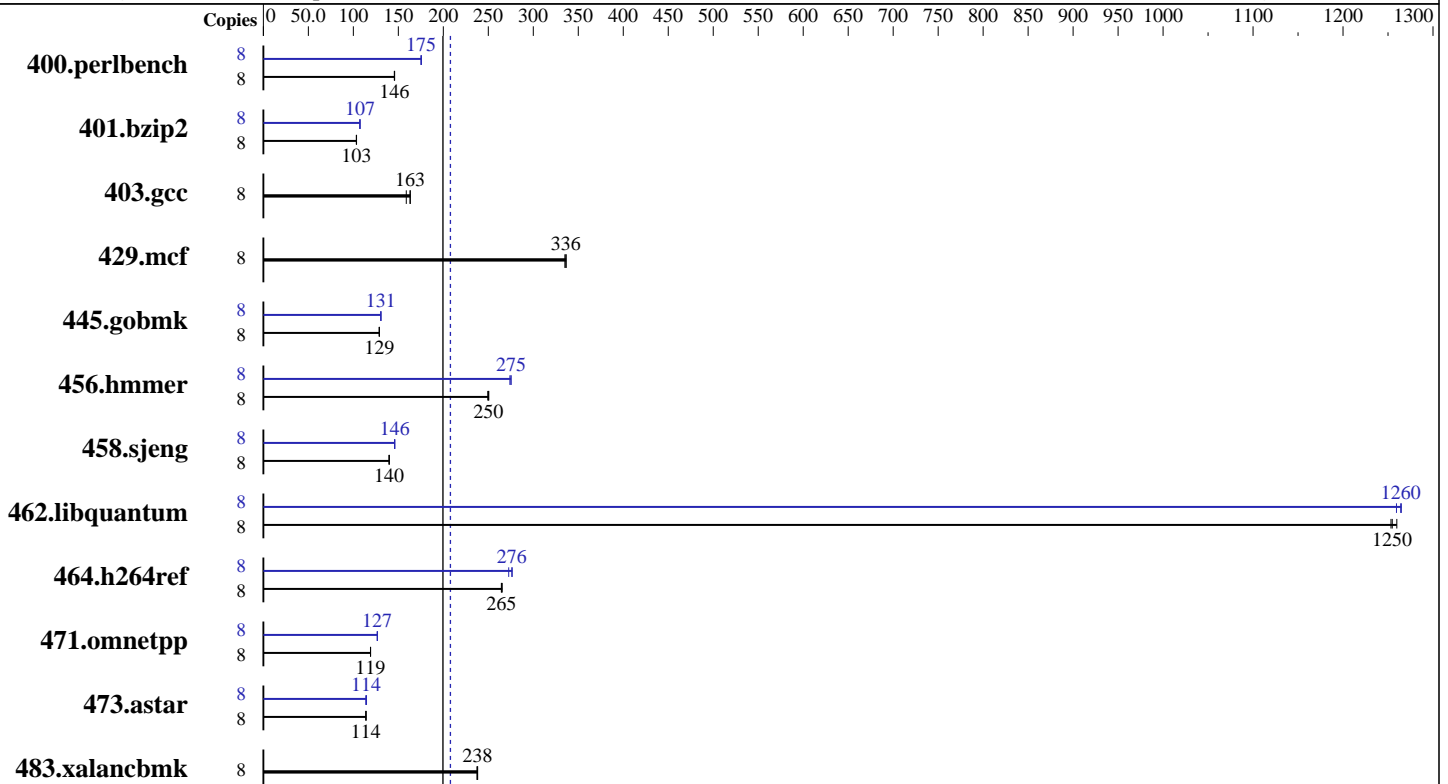 Copies 0 50.0 100 150 200 250 300 350 400 450 500 550 600 650 700 750 800 850 900 950 1000 1100 1200 1300
400.perlbench 8 175
8 146
401.bzip2 8 107
8 103
403.gcc 8 163
429.mcf 8 336
445.gobmk 8 131
8 129
456.hmmer 8 275
8 250
458.sjeng 8 146
8 140
462.libquantum 8 1260
8 1250
464.h264ref 8 276
8 265
471.omnetpp 8 127
8 119
473.astar 8 114
8 114
483.xalancbmk 8 238